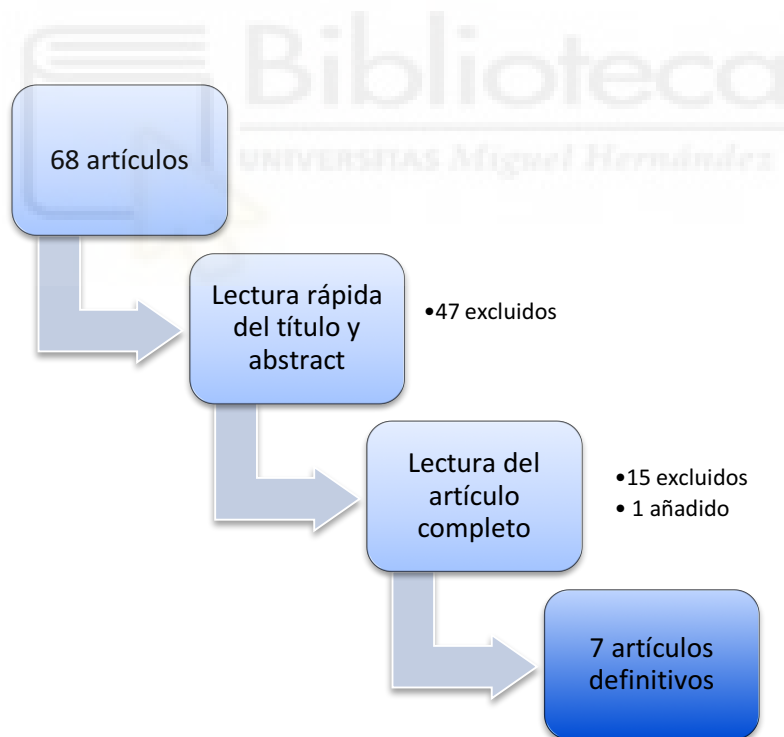 Biblioteca
UNIVERSITAS Miguel Hernández
68 artículos
Lectura rápida
del título y
abstract
•47 excluidos
Lectura del
artículo
completo
•15 excluidos
• 1 añadido
7 artículos
definitivos